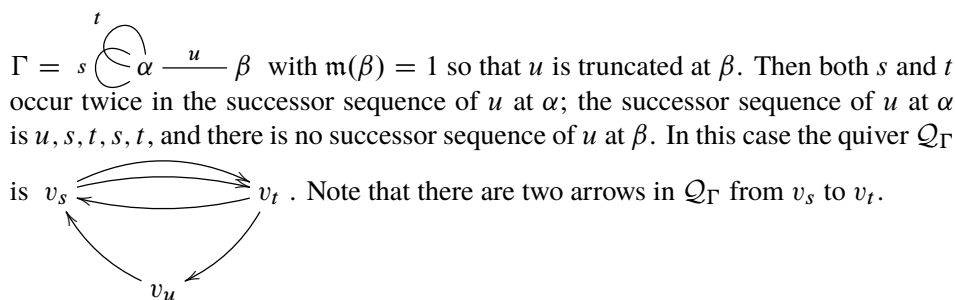 t
Γ = s α u β with 𝔪(β) = 1 so that u is truncated at β. Then both s and t
occur twice in the successor sequence of u at α; the successor sequence of u at α
is u, s, t, s, t, and there is no successor sequence of u at β. In this case the quiver 𝒬_Γ
is v_s v_t . Note that there are two arrows in 𝒬_Γ from v_s to v_t.
v_u